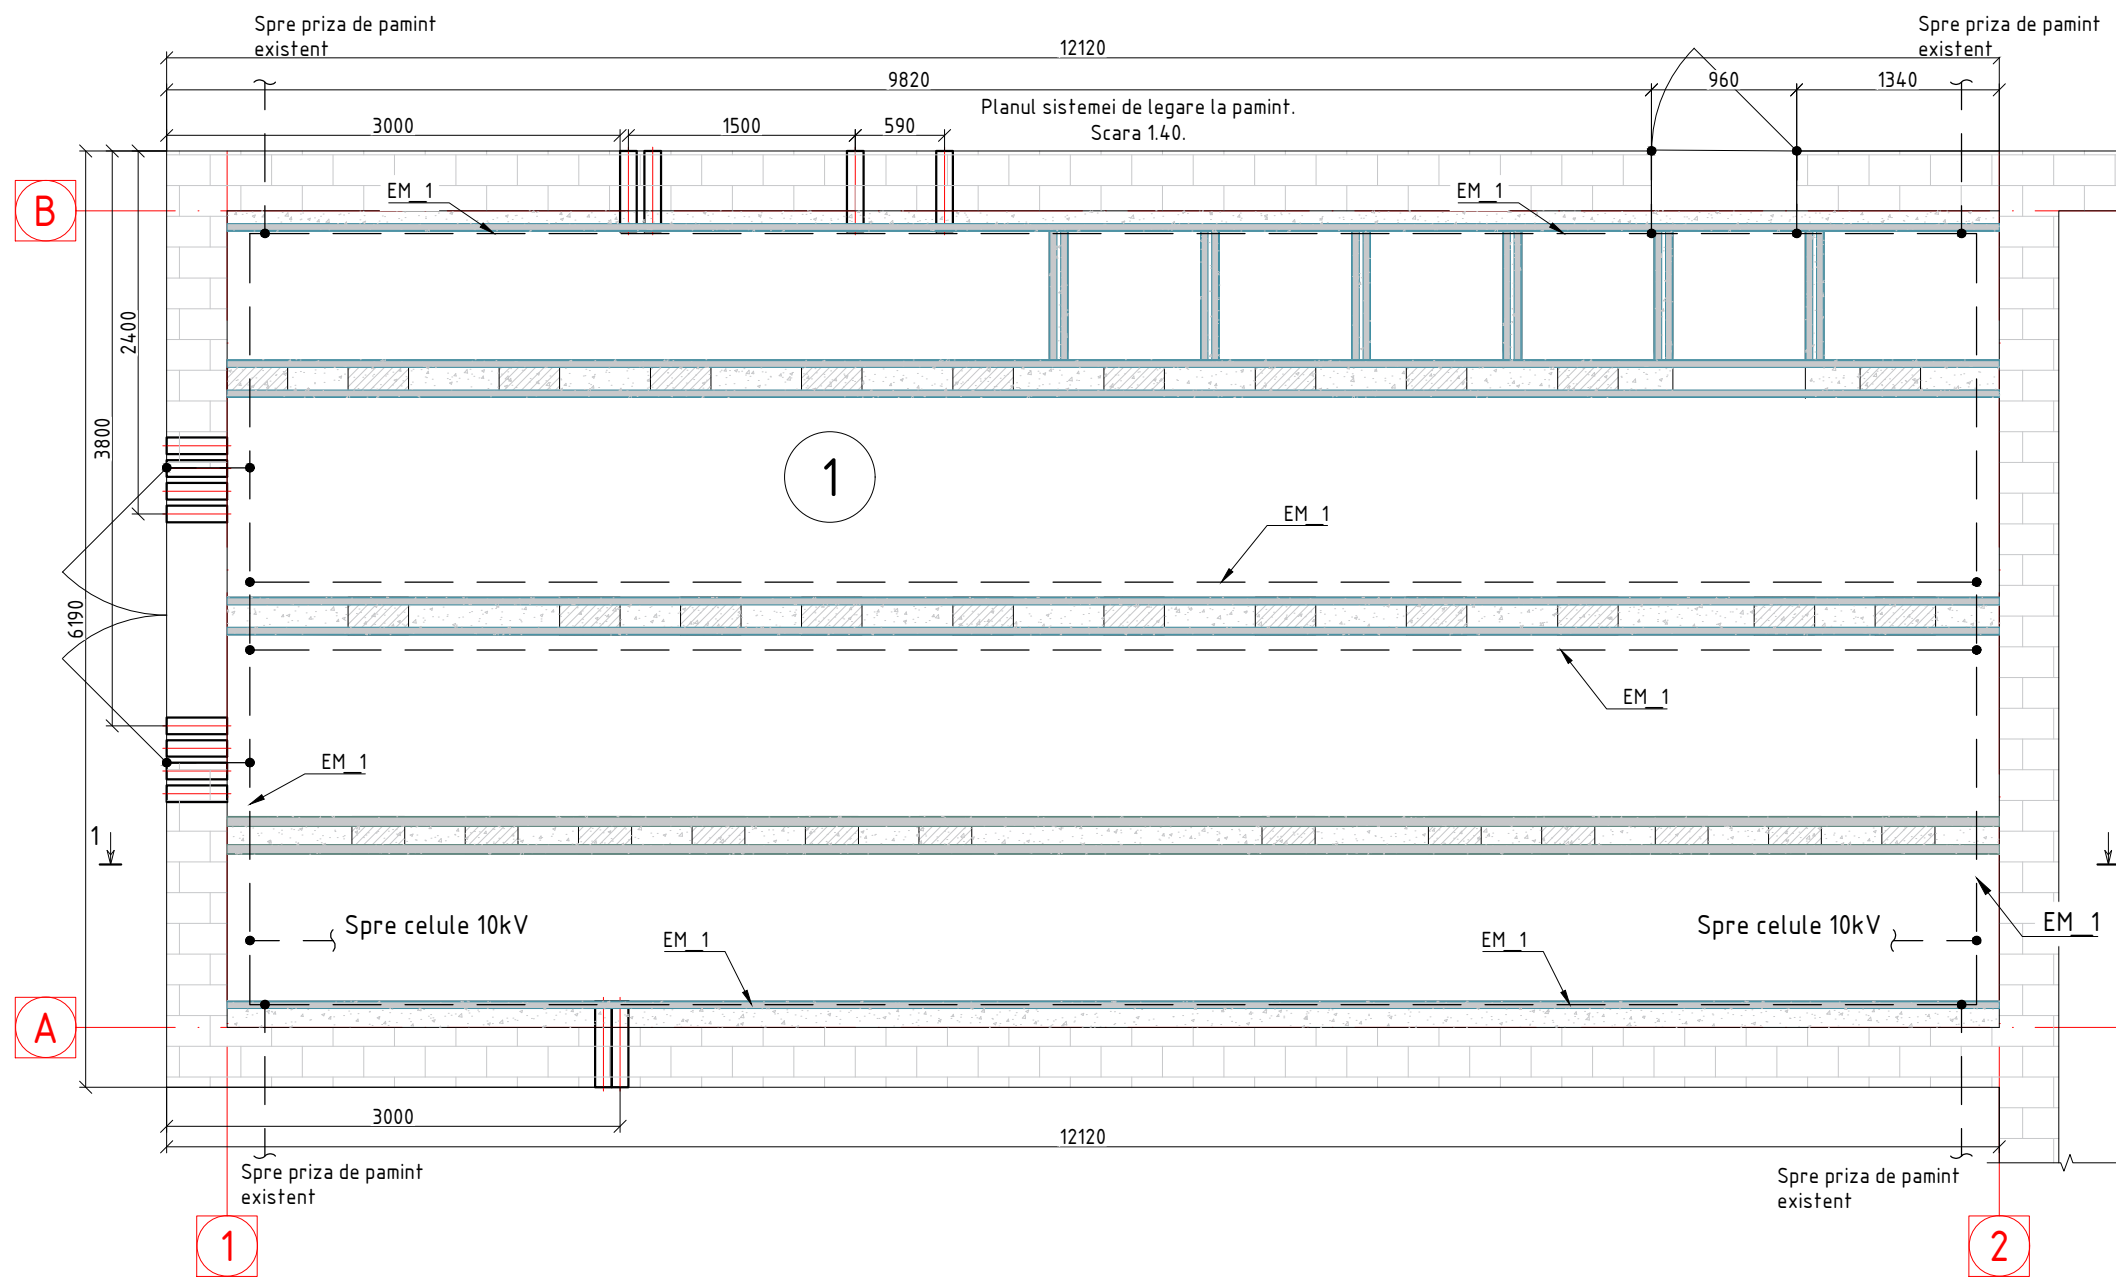 Spre priza de pamint
existent
Spre priza de pamint
existent
12120
9820
960
1340
Planul sistemei de legare la pamint.
Scara 1.40.
3000
1500
590
B
EM_1
EM_1
2400
3800
6190
1
EM_1
EM_1
EM_1
1
Spre celule 10kV
EM_1
EM_1
Spre celule 10kV
EM_1
A
3000
12120
Spre priza de pamint
existent
Spre priza de pamint
existent
1
2